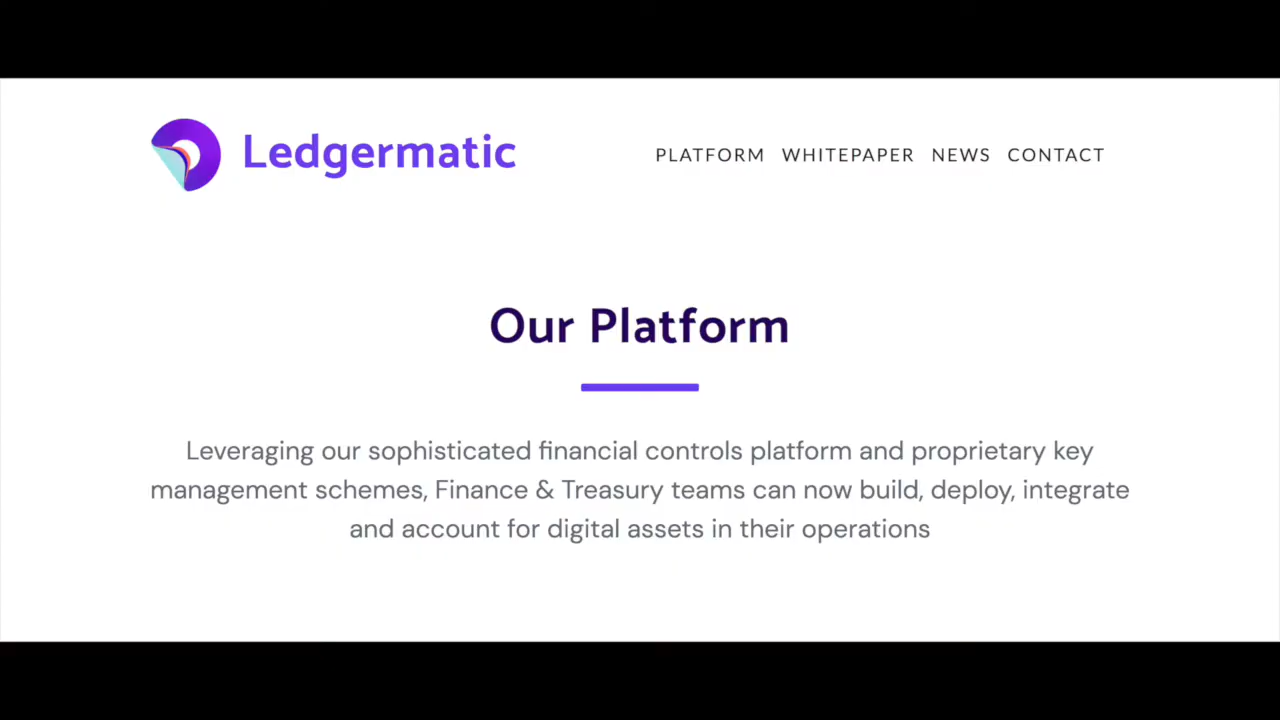 Ledgermatic
PLATFORM WHITEPAPER NEWS CONTACT
Our Platform
Leveraging our sophisticated financial controls platform and proprietary key
management schemes, Finance & Treasury teams can now build, deploy, integrate
and account for digital assets in their operations